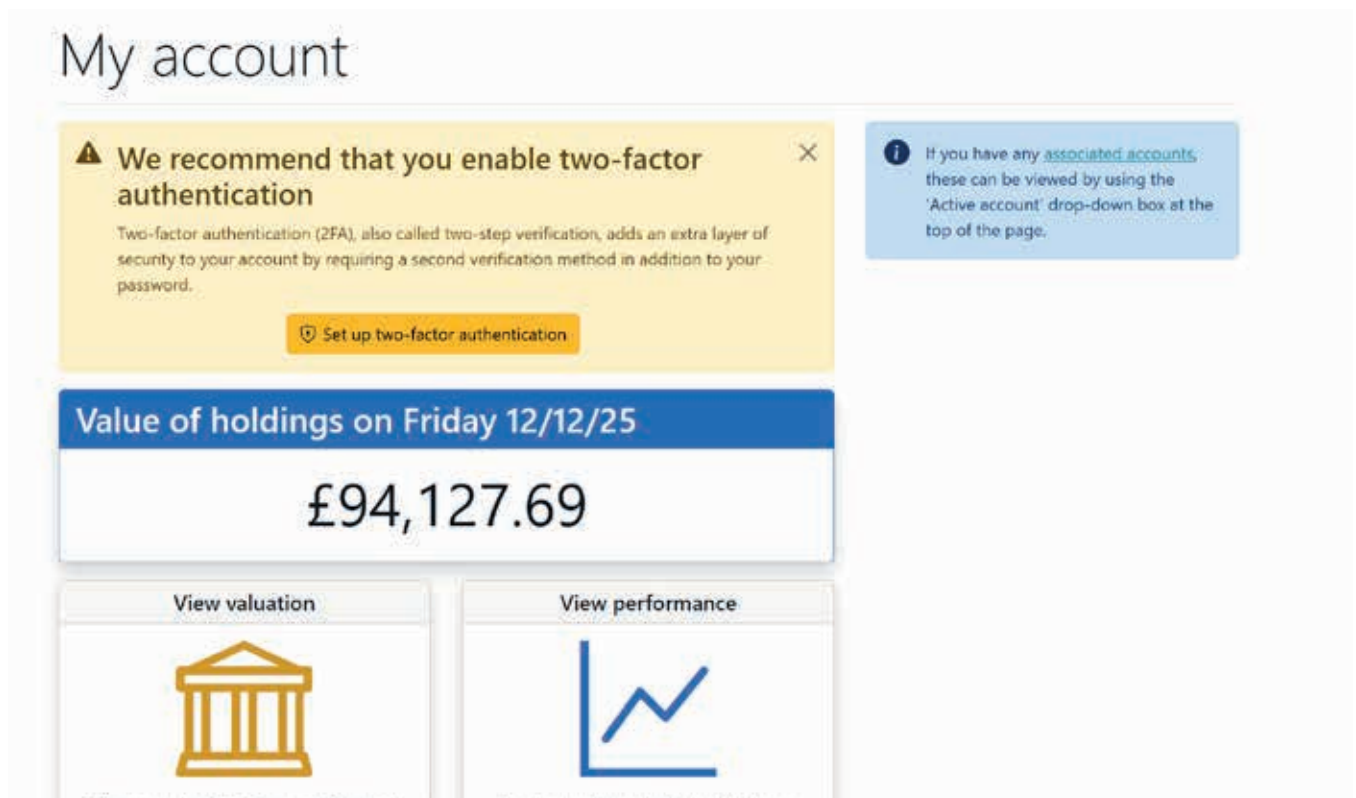 My account
We recommend that you enable two-factor
authentication
Two-factor authentication (2FA), also called two-step verification, adds an extra layer of
security to your account by requiring a second verification method in addition to your
password.
Set up two-factor authentication
If you have any associated accounts,
these can be viewed by using the
'Active account' drop-down box at the
top of the page.
Value of holdings on Friday 12/12/25
£94,127.69
View valuation
View performance